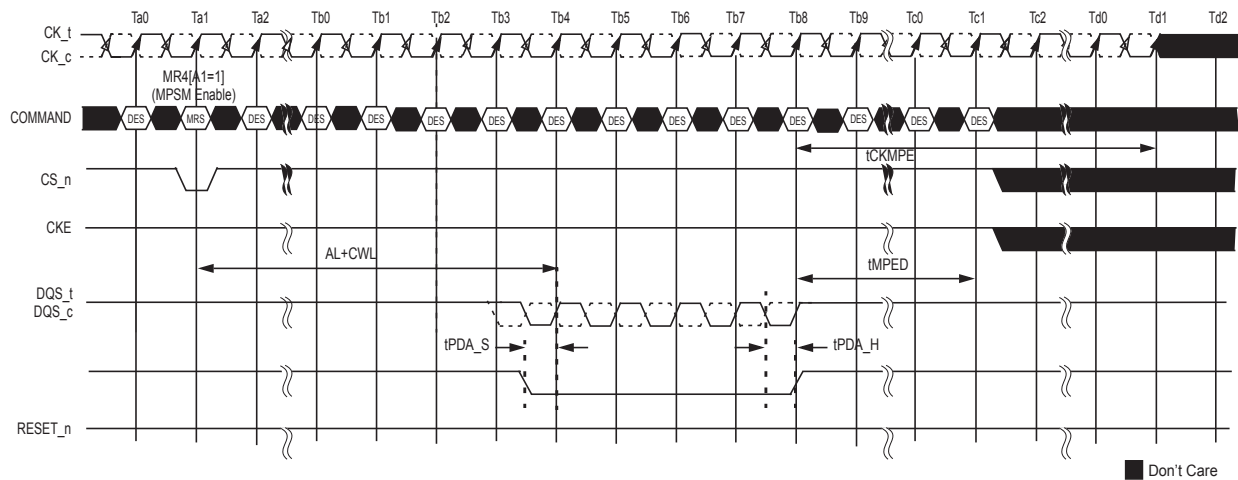 Ta0 Ta1 Ta2 Tb0 Tb1 Tb2 Tb3 Tb4 Tb5 Tb6 Tb7 Tb8 Tb9 Tc0 Tc1 Tc2 Td0 Td1 Td2
CK_t
CK_c
MR4[A1=1]
(MPSM Enable)
COMMAND DES MRS DES DES DES DES DES DES DES DES DES DES DES DES DES
tCKMPE
CS_n
CKE
AL+CWL tMPED
DQS_t
DQS_c
tPDA_S tPDA_H
RESET_n
Don't Care